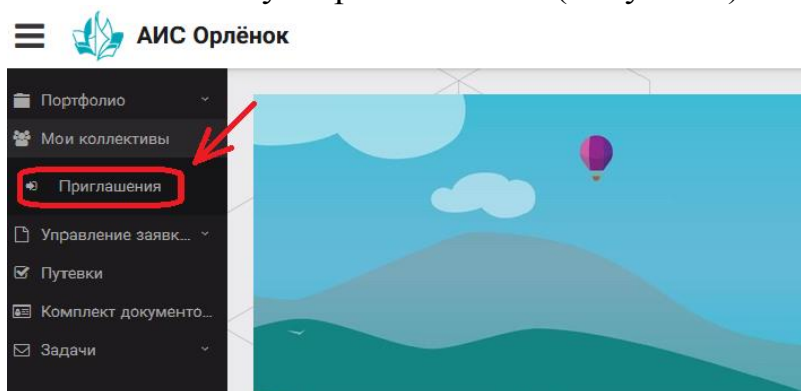 АИС Орлёнок
Портфолио
Мои коллективы
Приглашения
Управление заявк...
Путевки
Комплект документо...
Задачи